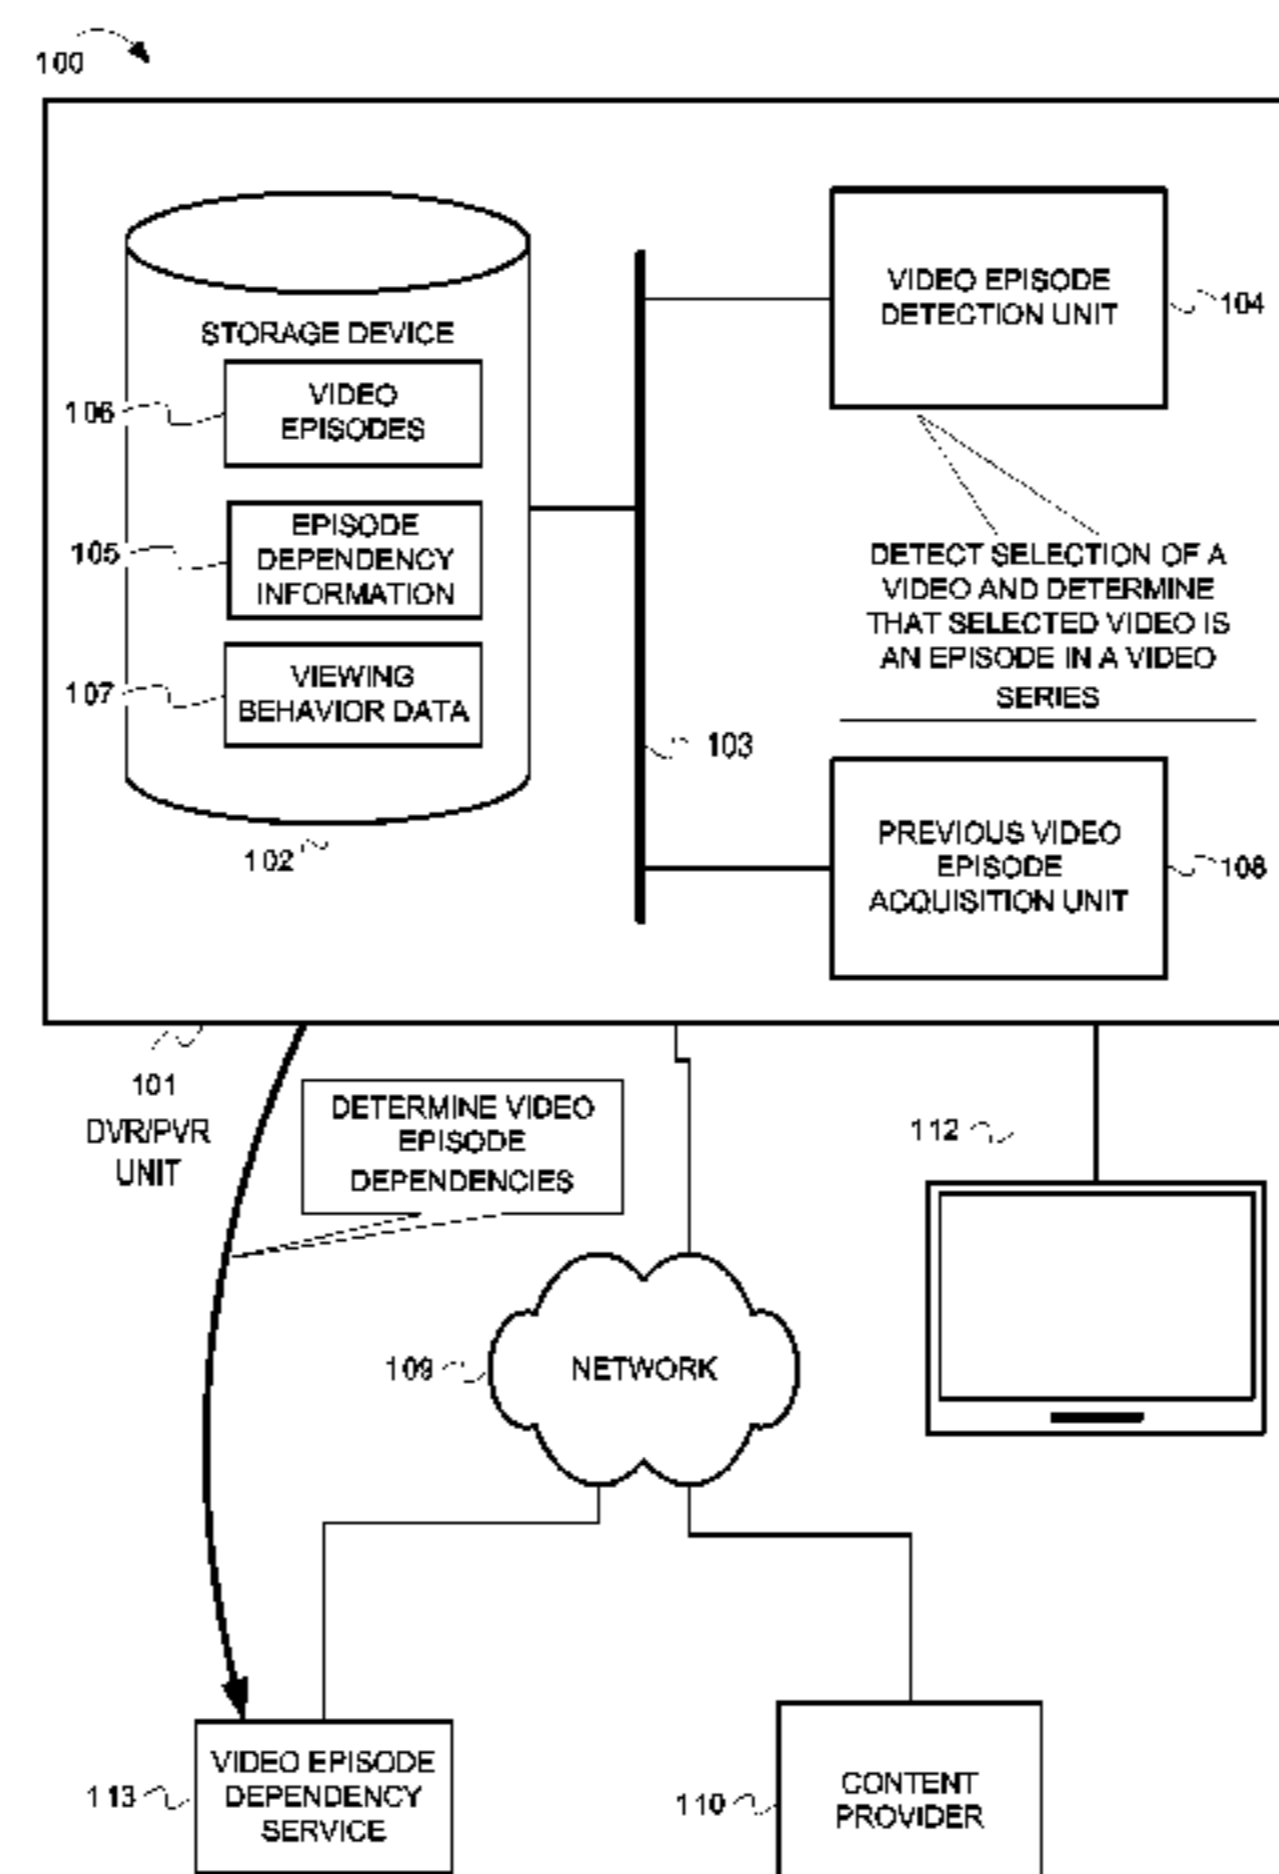 100
STORAGE DEVICE
106
VIDEO
EPISODES
105
EPISODE
DEPENDENCY
INFORMATION
107
VIEWING
BEHAVIOR DATA
102
103
VIDEO EPISODE
DETECTION UNIT
104
DETECT SELECTION OF A
VIDEO AND DETERMINE
THAT SELECTED VIDEO IS
AN EPISODE IN A VIDEO
SERIES
PREVIOUS VIDEO
EPISODE
ACQUISITION UNIT
108
101
DVR/PVR
UNIT
DETERMINE VIDEO
EPISODE
DEPENDENCIES
112
109
NETWORK
113
VIDEO EPISODE
DEPENDENCY
SERVICE
110
CONTENT
PROVIDER